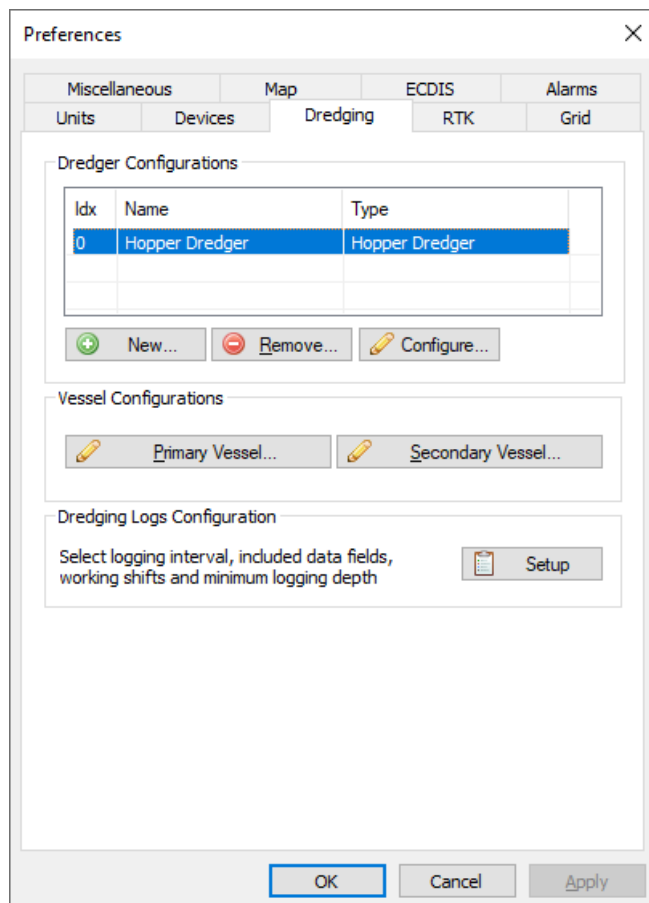 Preferences
Miscellaneous Map ECDIS Alarms
Units Devices Dredging RTK Grid
Dredger Configurations
Idx Name Type
0 Hopper Dredger Hopper Dredger
New... Remove... Configure...
Vessel Configurations
Primary Vessel... Secondary Vessel...
Dredging Logs Configuration
Select logging interval, included data fields,
working shifts and minimum logging depth
Setup
OK Cancel Apply